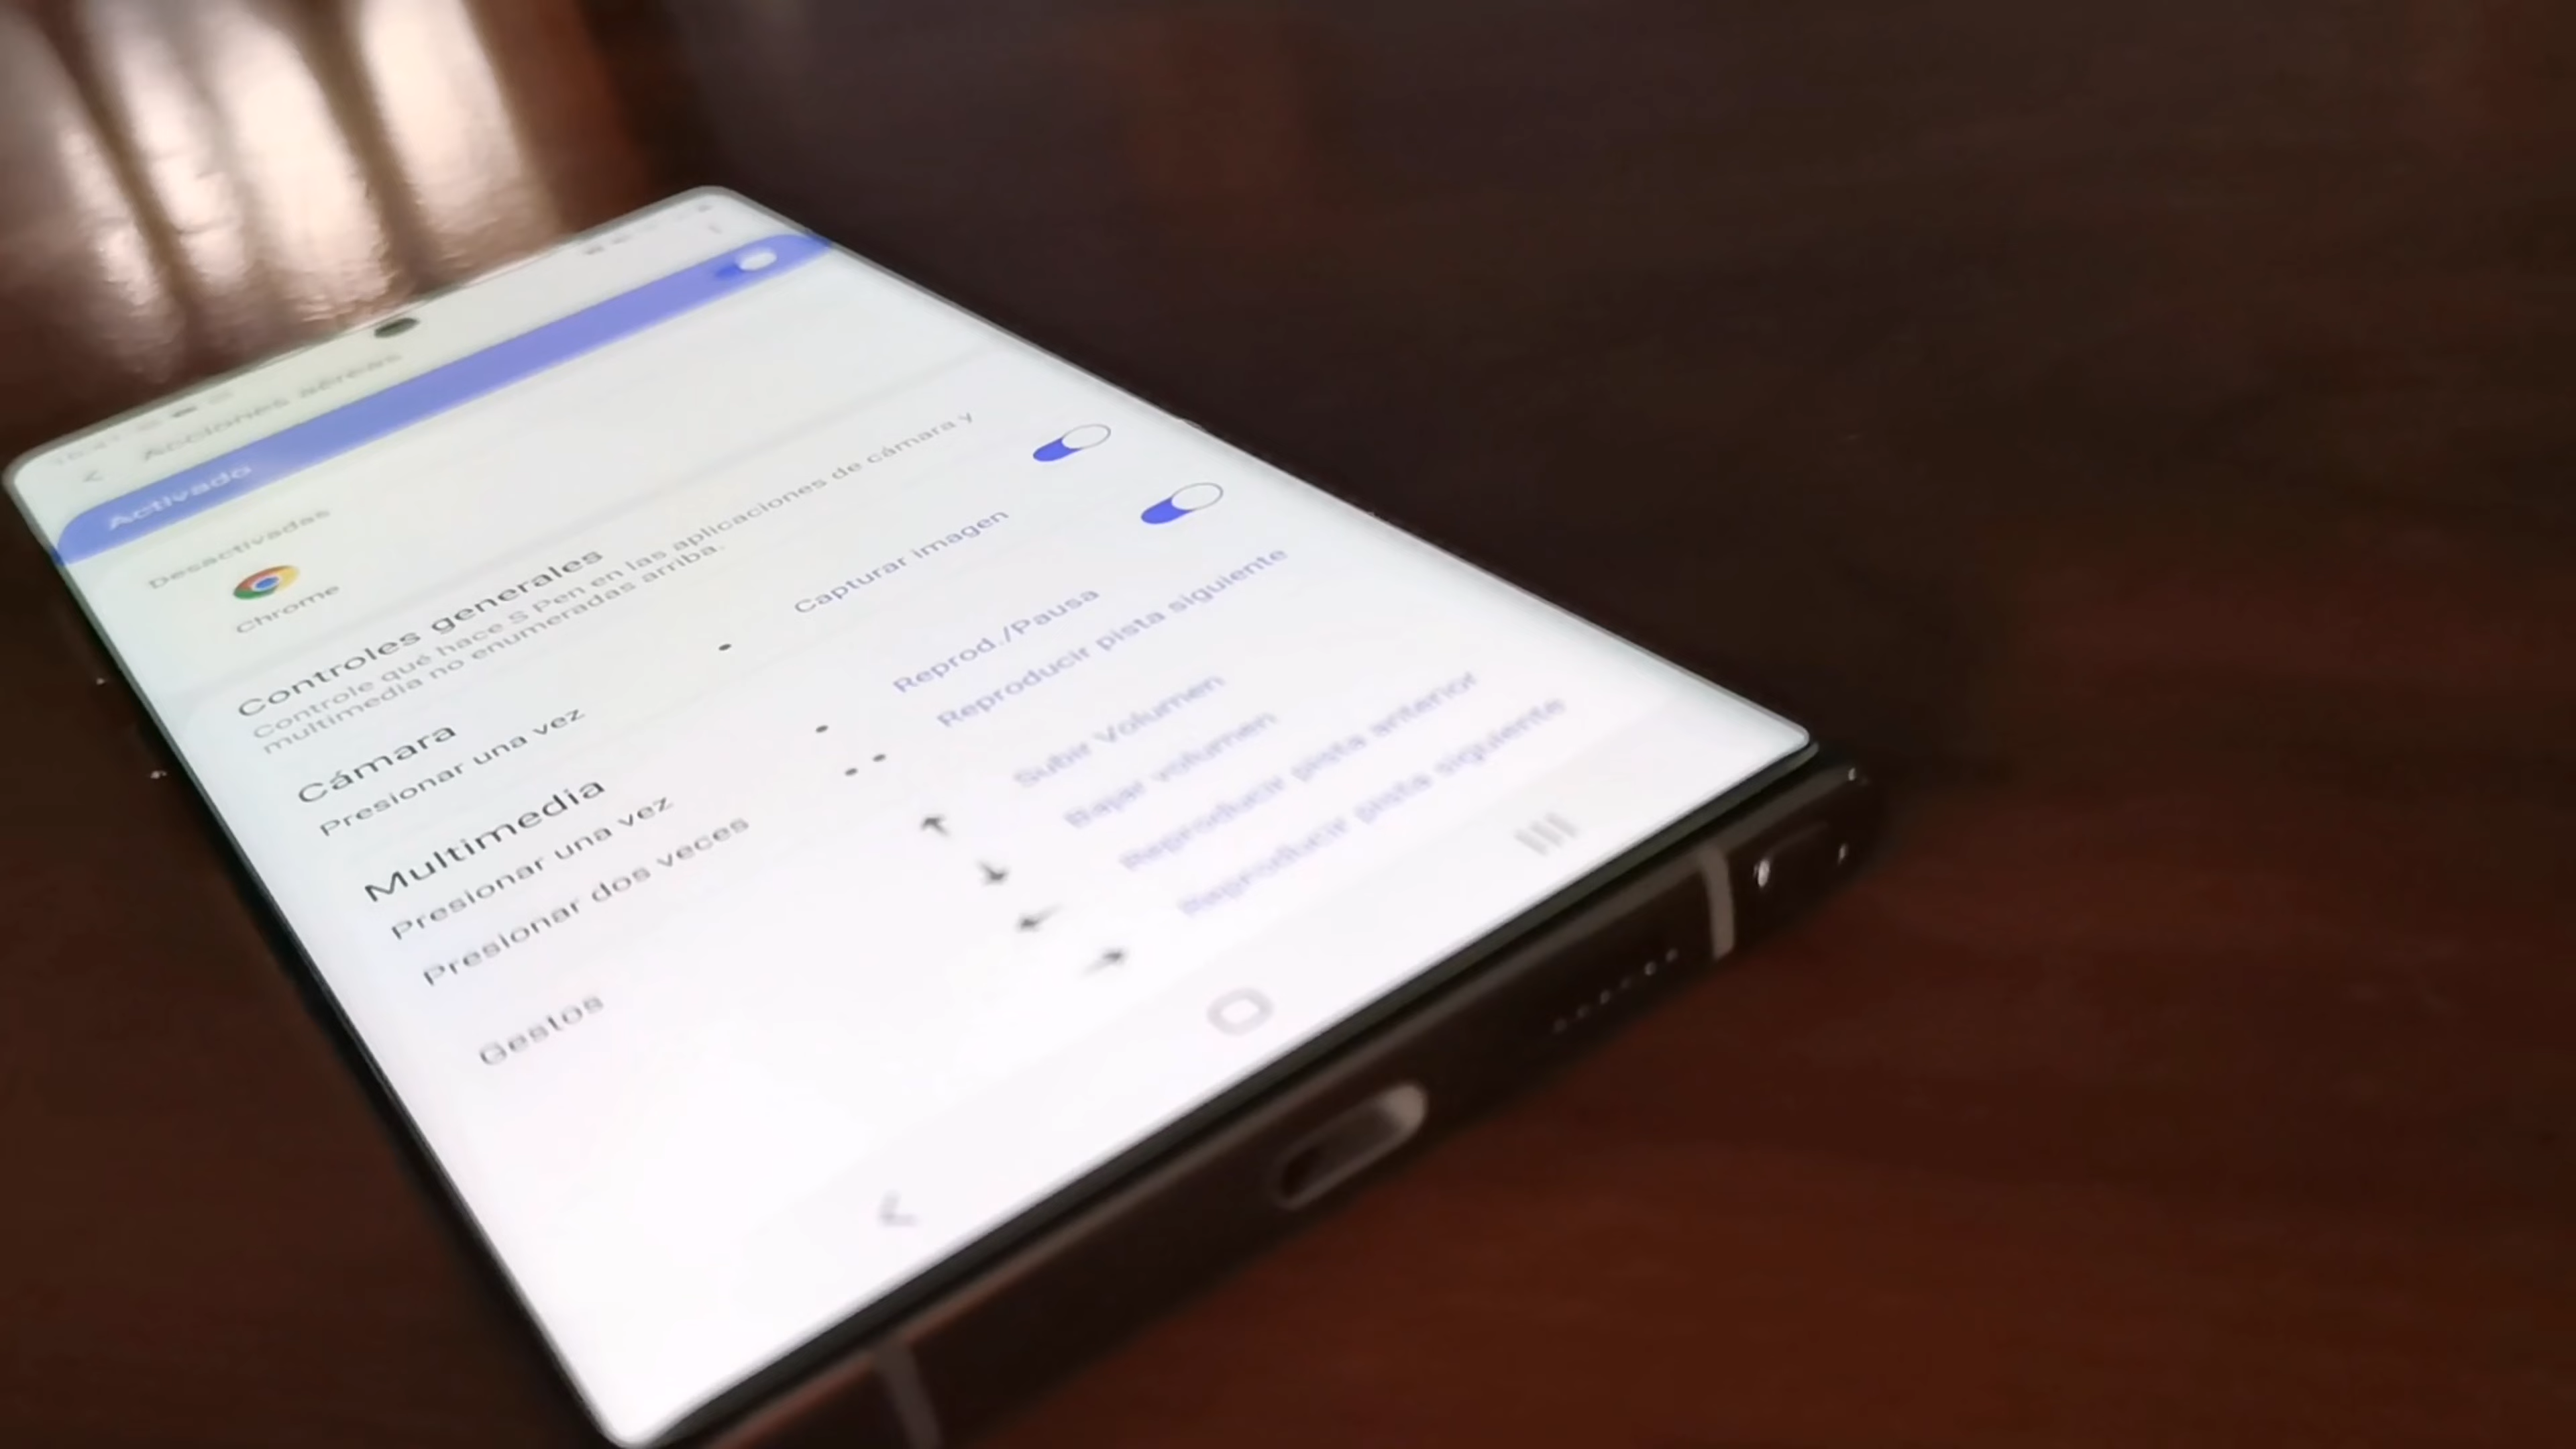 Acciones aéreas
Activado
Desactivadas
Chrome
Controles generales
Controle qué hace S Pen en las aplicaciones de cámara y
multimedia no enumeradas arriba.
Cámara
Presionar una vez
Capturar imagen
Multimedia
Presionar una vez
Reprod./Pausa
Presionar dos veces
Reproducir pista siguiente
Gestos
Subir Volumen
Bajar volumen
Reproducir pista anterior
Reproducir pista siguiente